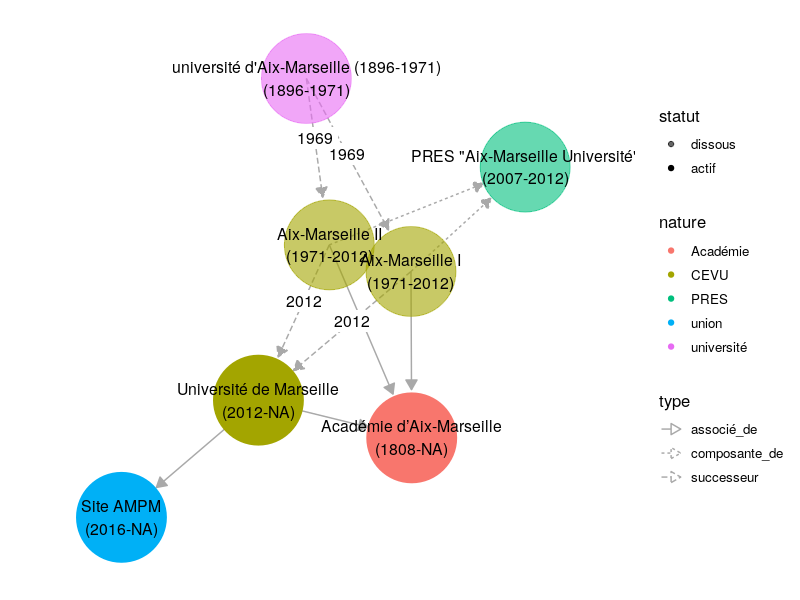 université d'Aix-Marseille (1896-1971)
(1896-1971)
1969
1969
PRES "Aix-Marseille Université'
(2007-2012)
Aix-Marseille II
(1971-2012)
Aix-Marseille I
(1971-2012)
2012
2012
Université de Marseille
(2012-NA)
Académie d'Aix-Marseille
(1808-NA)
Site AMPM
(2016-NA)
statut
dissous
actif
nature
Académie
CEVU
PRES
union
université
type
associé_de
composante_de
successeur